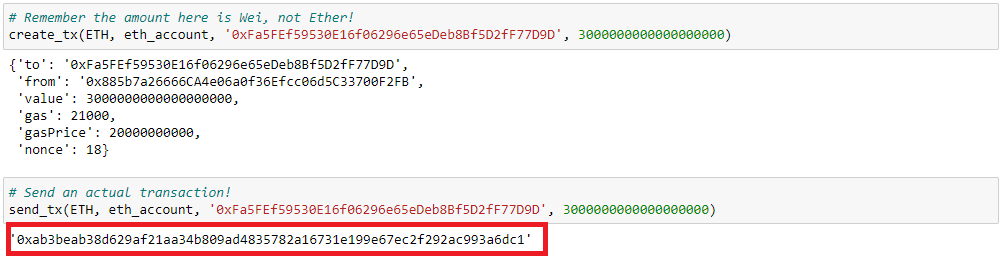 # Remember the amount here is Wei, not Ether!
create_tx(ETH, eth_account, '0xFa5FEf59530E16f06296e65eDeb8Bf5D2fF77D9D', 3000000000000000000)
{'to': '0xFa5FEf59530E16f06296e65eDeb8Bf5D2fF77D9D',
 'from': '0x885b7a26666CA4e06a0f36Efcc06d5C33700F2FB',
 'value': 3000000000000000000,
 'gas': 21000,
 'gasPrice': 20000000000,
 'nonce': 18}
# Send an actual transaction!
send_tx(ETH, eth_account, '0xFa5FEf59530E16f06296e65eDeb8Bf5D2fF77D9D', 3000000000000000000)
'0xab3beab38d629af21aa34b809ad4835782a16731e199e67ec2f292ac993a6dc1'